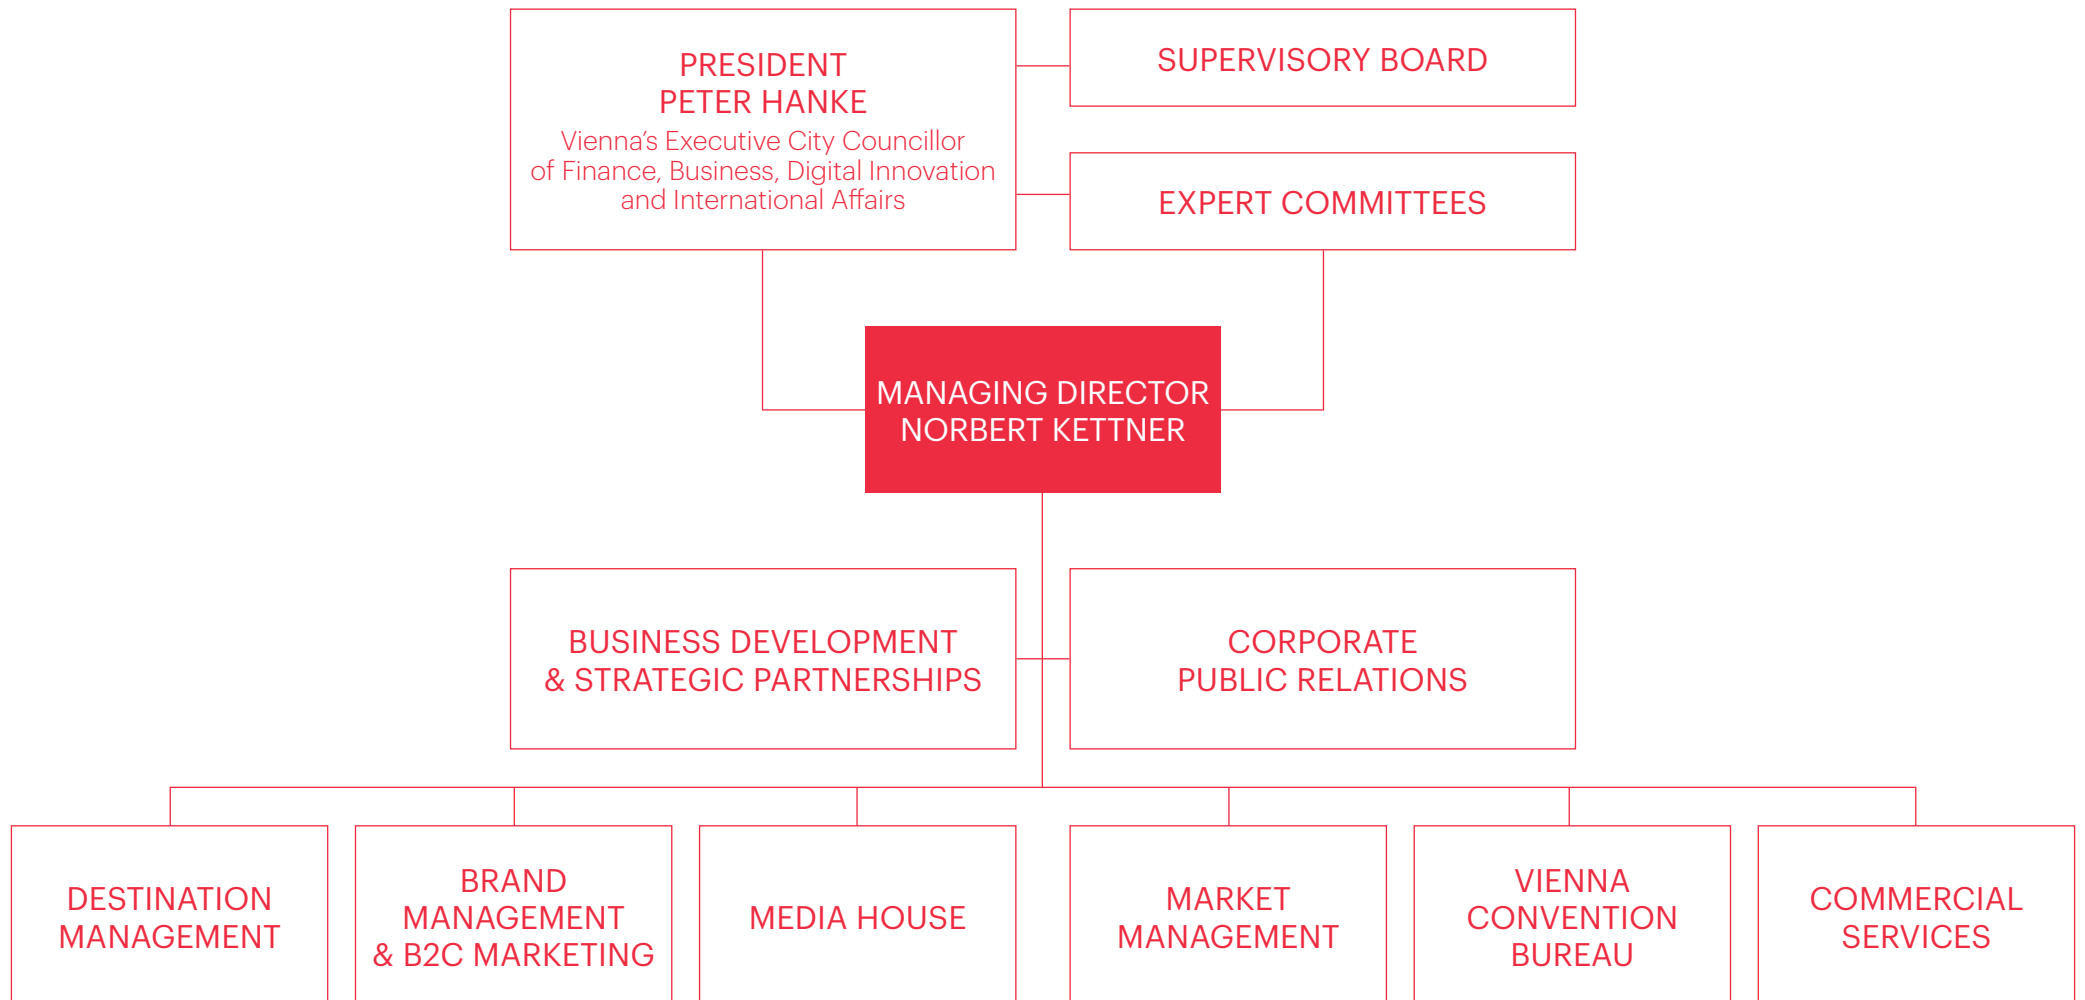 PRESIDENT
PETER HANKE
Vienna’s Executive City Councillor
of Finance, Business, Digital Innovation
and International Affairs
SUPERVISORY BOARD
EXPERT COMMITTEES
MANAGING DIRECTOR
NORBERT KETTNER
BUSINESS DEVELOPMENT
& STRATEGIC PARTNERSHIPS
CORPORATE
PUBLIC RELATIONS
DESTINATION
MANAGEMENT
BRAND
MANAGEMENT
& B2C MARKETING
MEDIA HOUSE
MARKET
MANAGEMENT
VIENNA
CONVENTION
BUREAU
COMMERCIAL
SERVICES